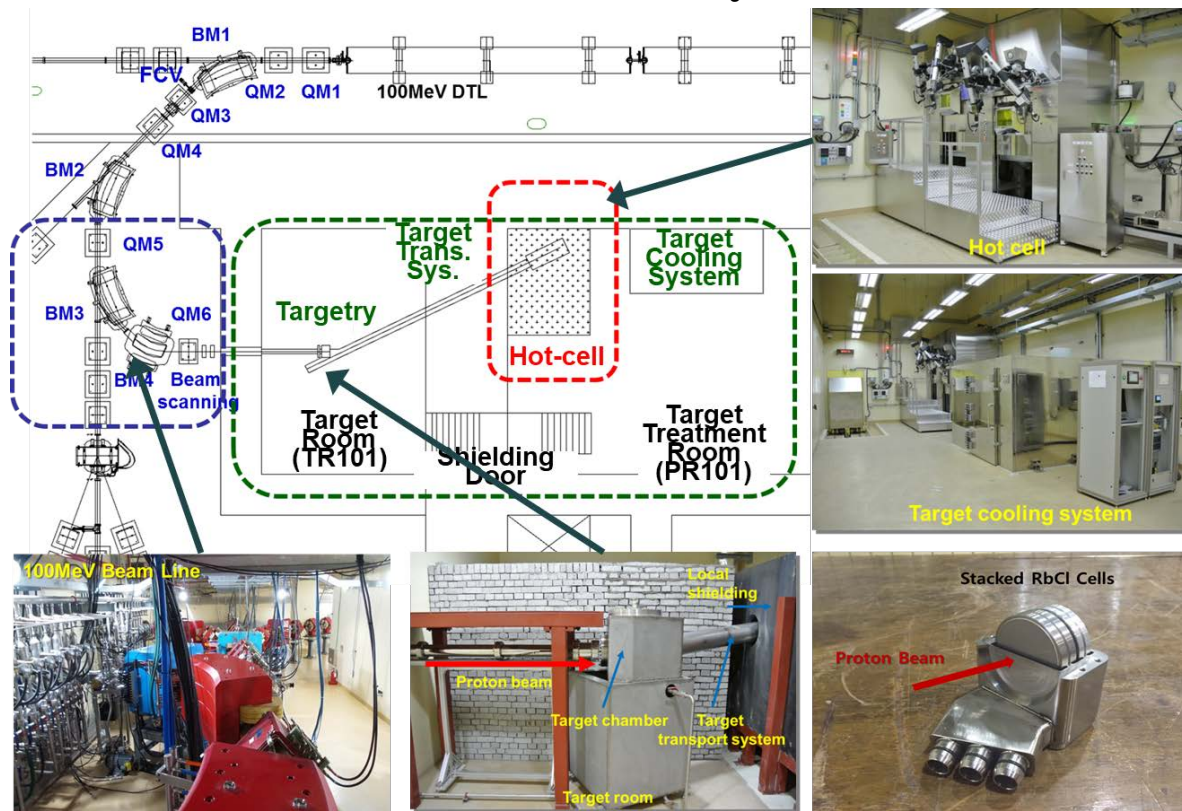 BM1
FCV
QM2
QM1
100MeV DTL
QM3
QM4
BM2
QM5
BM3
QM6
BM4
Beam
scanning
Target
Trans.
Sys.
Targetry
Target
Cooling
System
Hot-cell
Target
Room
(TR101)
Shielding
Door
Target
Treatment
Room
(PR101)
Hot cell
Target cooling system
100MeV Beam Line
Local
shielding
Proton beam
Target chamber
Target
transport system
Target room
Stacked RbCl Cells
Proton Beam